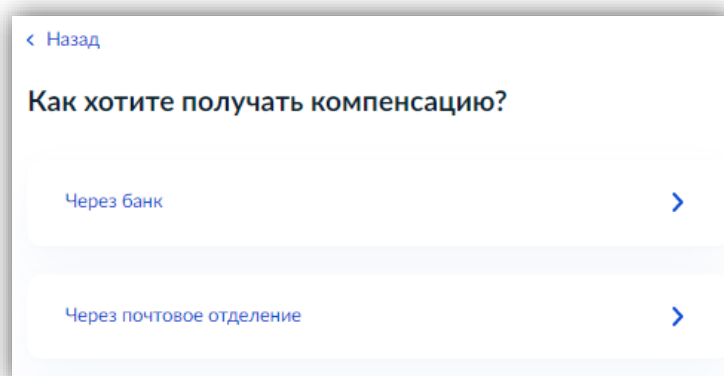 Назад
Как хотите получать компенсацию?
Через банк
Через почтовое отделение